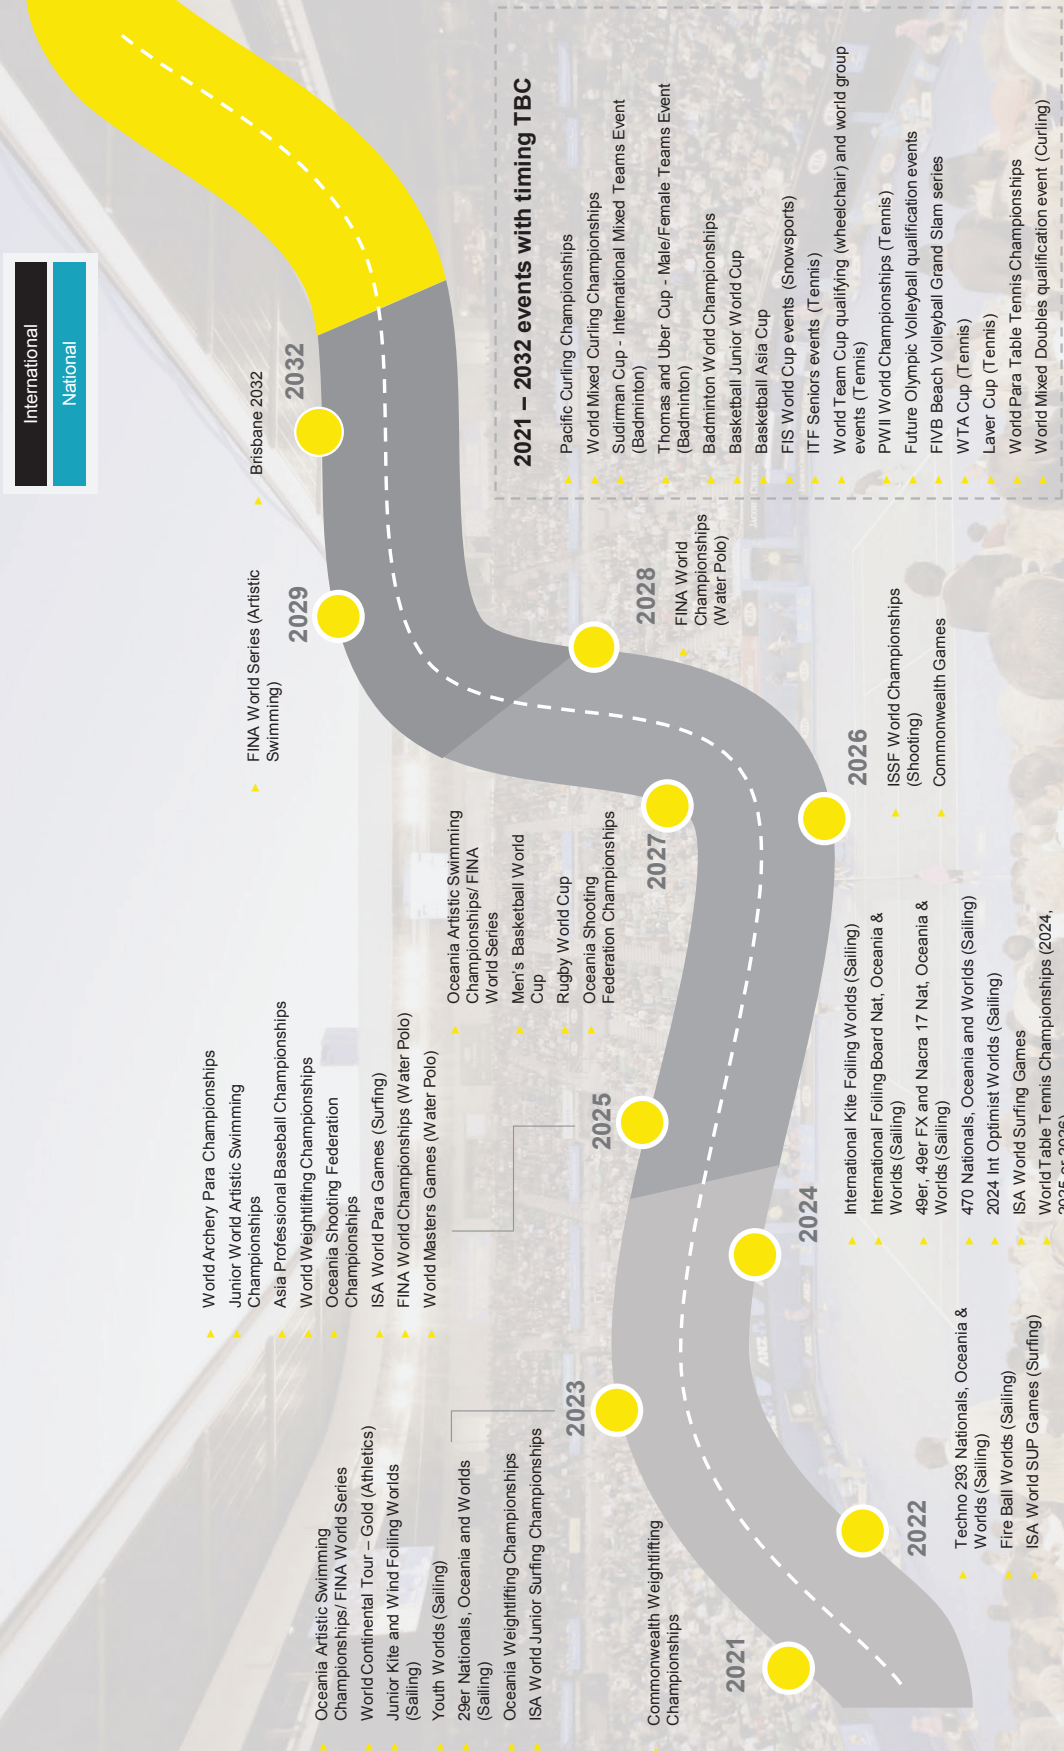 International
National
Oceania Artistic Swimming
Championships/ FINA World Series
World Continental Tour – Gold (Athletics)
Junior Kite and Wind Foiling Worlds
(Sailing)
Youth Worlds (Sailing)
29er Nationals, Oceania and Worlds
(Sailing)
Oceania Weightlifting Championships
ISA World Junior Surfing Championships
2023
Commonwealth Weightlifting
Championships
2021
2022
Techno 293 Nationals, Oceania &
Worlds (Sailing)
Fire Ball Worlds (Sailing)
ISA World SUP Games (Surfing)
World Archery Para Championships
Junior World Artistic Swimming
Championships
Asia Professional Baseball Championships
World Weightlifting Championships
Oceania Shooting Federation
Championships
ISA World Para Games (Surfing)
FINA World Championships (Water Polo)
World Masters Games (Water Polo)
2025
2024
International Kite Foiling Worlds (Sailing)
International Foiling Board Nat, Oceania &
Worlds (Sailing)
49er, 49er FX and Nacra 17 Nat, Oceania &
Worlds (Sailing)
470 Nationals, Oceania and Worlds (Sailing)
2024 Int Optimist Worlds (Sailing)
ISA World Surfing Games
World Table Tennis Championships (2024,
2025 or 2026)
Oceania Artistic Swimming
Championships/ FINA
World Series
Men's Basketball World
Cup
Rugby World Cup
Oceania Shooting
Federation Championships
2027
2026
ISSF World Championships
(Shooting)
Commonwealth Games
FINA World Series (Artistic
Swimming)
2029
2028
FINA World
Championships
(Water Polo)
Brisbane 2032
2032
2021 – 2032 events with timing TBC
Pacific Curling Championships
World Mixed Curling Championships
Sudirman Cup - International Mixed Teams Event
(Badminton)
Thomas and Uber Cup - Male/Female Teams Event
(Badminton)
Badminton World Championships
Basketball Junior World Cup
Basketball Asia Cup
FIS World Cup events (Snowsports)
ITF Seniors events (Tennis)
World Team Cup qualifying (wheelchair) and world group
events (Tennis)
PWII World Championships (Tennis)
Future Olympic Volleyball qualification events
FIVB Beach Volleyball Grand Slam series
WTA Cup (Tennis)
Laver Cup (Tennis)
World Para Table Tennis Championships
World Mixed Doubles qualification event (Curling)